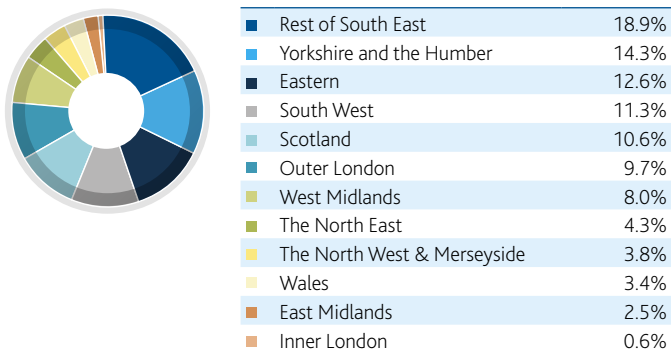 Rest of South East 18.9%
Yorkshire and the Humber 14.3%
Eastern 12.6%
South West 11.3%
Scotland 10.6%
Outer London 9.7%
West Midlands 8.0%
The North East 4.3%
The North West & Merseyside 3.8%
Wales 3.4%
East Midlands 2.5%
Inner London 0.6%